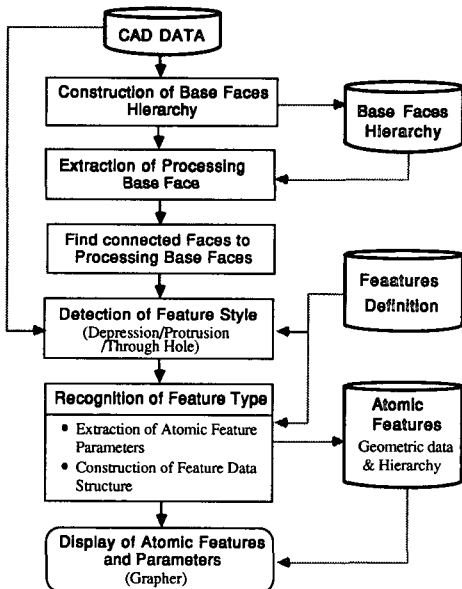 CAD DATA
Construction of Base Faces
Hierarchy
Base Faces
Hierarchy
Extraction of Processing
Base Face
Find connected Faces to
Processing Base Faces
Feaatures
Definition
Detection of Feature Style
(Depression/Protrusion
/Through Hole)
Recognition of Feature Type
• Extraction of Atomic Feature
Parameters
• Construction of Feature Data
Structure
Atomic
Features
Geometric data
& Hierarchy
Display of Atomic Features
and Parameters
(Grapher)